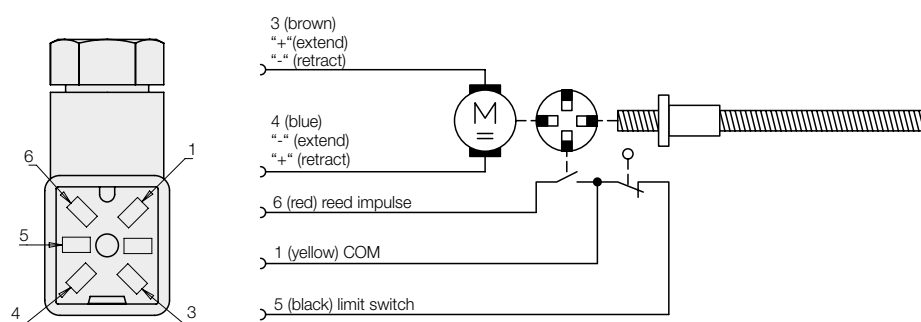 6
1
5
4
3
3 (brown)
“+“(extend)
“-“ (retract)
4 (blue)
“-“ (extend)
“+“ (retract)
6 (red) reed impulse
1 (yellow) COM
5 (black) limit switch
M